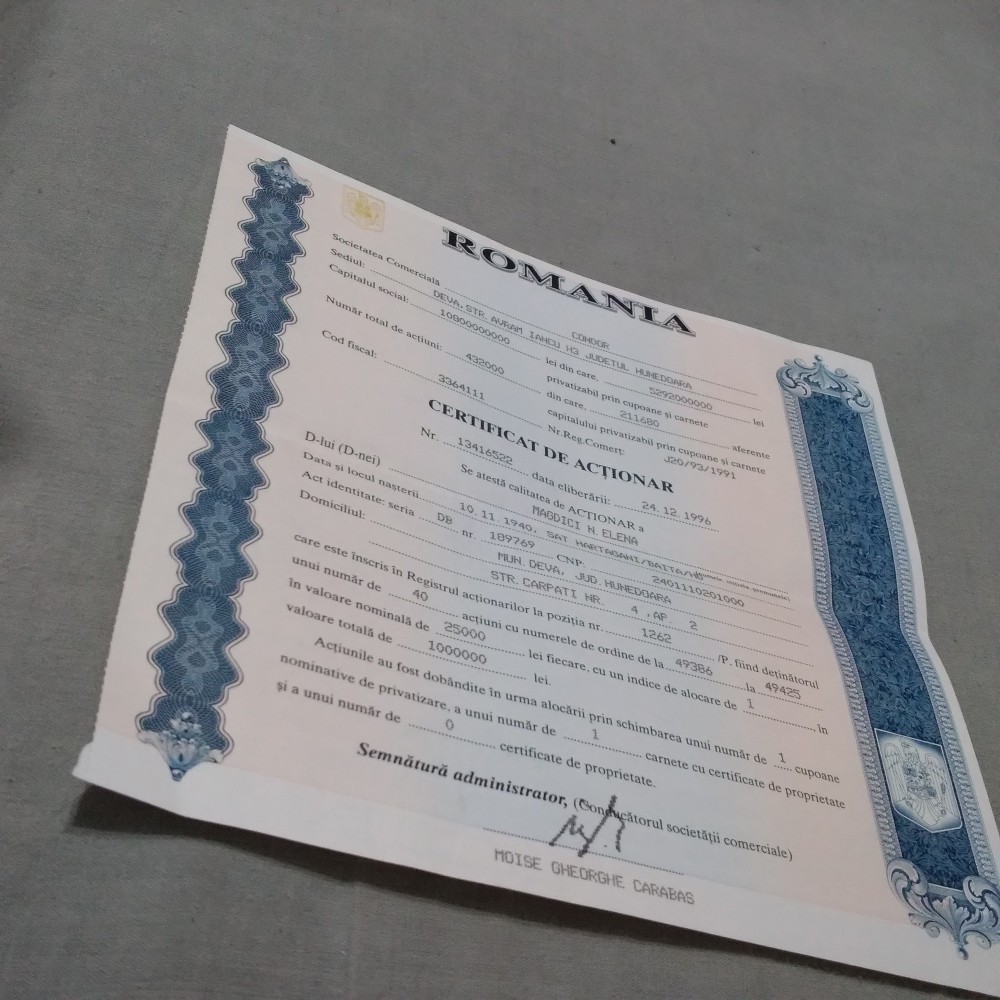 ROMANIA
Societatea Comerciala CONDOR
Sediul: DEVA,STR.AVRAM IANCU H3 JUDETUL HUNEDOARA
Capitalul social: 10800000000 lei din care, 5292000000 lei
privatizabil prin cupoane și carnete
Număr total de acțiuni: 432000 din care, 211680 aferente
capitalului privatizabil prin cupoane și carnete
Cod fiscal: 3364111 Nr.Reg.Comerț: J20/93/1991
CERTIFICAT DE ACȚIONAR
Nr. 13416522 data eliberării: 24.12.1996
Se atestă calitatea de ACȚIONAR a
D-lui (D-nei) MAGDICI N.ELENA
Data și locul nașterii 10.11.1940, SAT HARTAGANI/BAITA/HD
Act identitate: seria DB nr. 189769 CNP: 2401110201000
Domiciliul: MUN.DEVA, JUD.HUNEDOARA
STR.CARPATI NR. 4 ,AP 2
care este înscris în Registrul acționarilor la poziția nr. 1262 /P. fiind deținătorul
unui număr de 40 acțiuni cu numerele de ordine de la 49386 la 49425
în valoare nominală de 25000 lei fiecare, cu un indice de alocare de 1 , în
valoare totală de 1000000 lei.
Acțiunile au fost dobândite în urma alocării prin schimbarea unui număr de 1 cupoane
nominative de privatizare, a unui număr de 1 carnete cu certificate de proprietate
și a unui număr de 0 certificate de proprietate.
Semnătură administrator, (Conducătorul societății comerciale)
MOISE GHEORGHE CARABAS